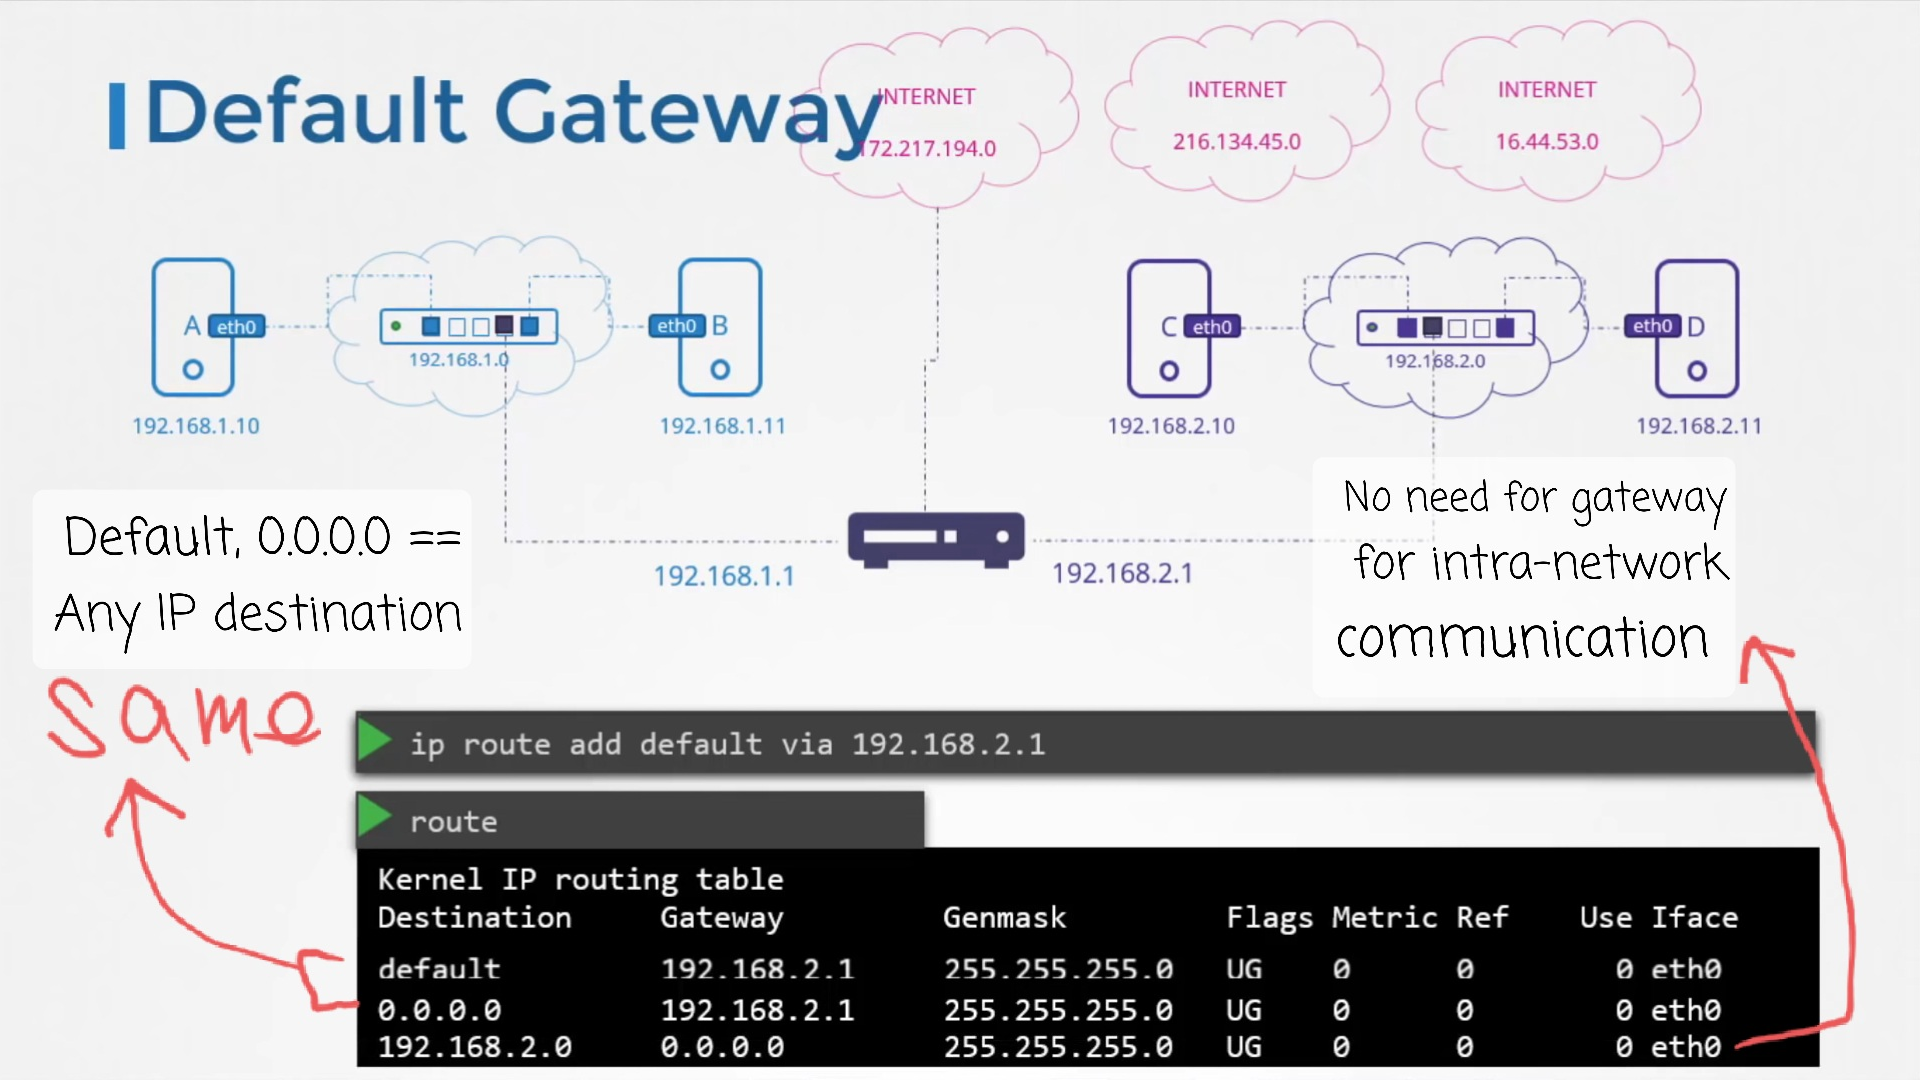 Default Gateway
INTERNET
172.217.194.0
INTERNET
216.134.45.0
INTERNET
16.44.53.0
A eth0
192.168.1.0
eth0 B
192.168.1.10
192.168.1.11
C eth0
192.168.2.0
eth0 D
192.168.2.10
192.168.2.11
192.168.1.1
192.168.2.1
Default, 0.0.0.0 ==
Any IP destination
No need for gateway
for intra-network
communication
same
ip route add default via 192.168.2.1
route
Kernel IP routing table
Destination Gateway Genmask Flags Metric Ref Use Iface
default 192.168.2.1 255.255.255.0 UG 0 0 0 eth0
0.0.0.0 192.168.2.1 255.255.255.0 UG 0 0 0 eth0
192.168.2.0 0.0.0.0 255.255.255.0 UG 0 0 0 eth0